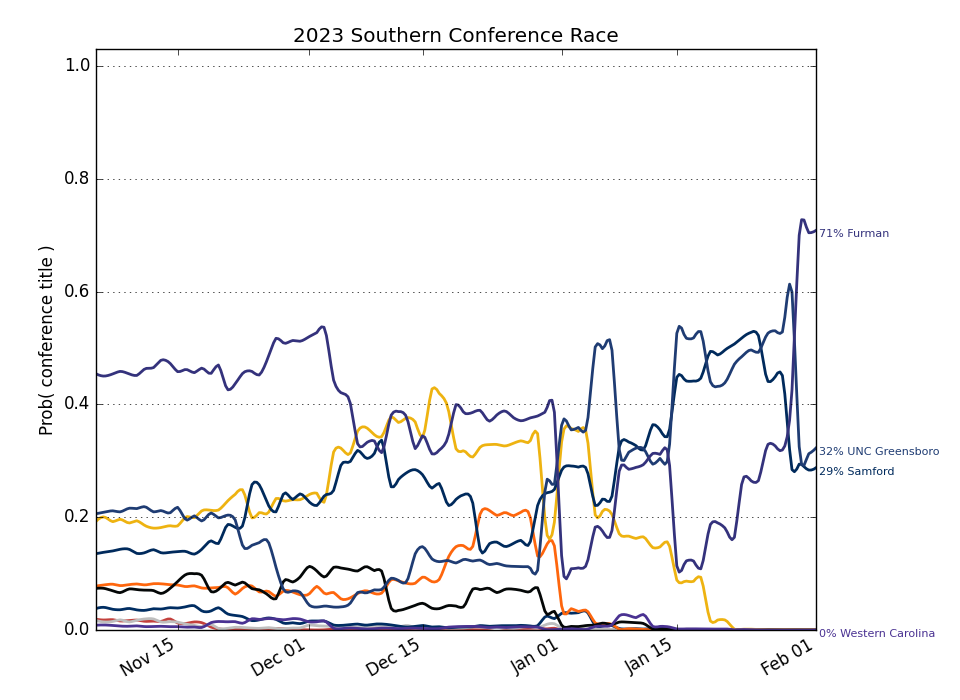 2023 Southern Conference Race
Prob( conference title )
1.0
0.8
0.6
0.4
0.2
0.0
71% Furman
32% UNC Greensboro
29% Samford
0% Western Carolina
Nov 15
Dec 01
Dec 15
Jan 01
Jan 15
Feb 01